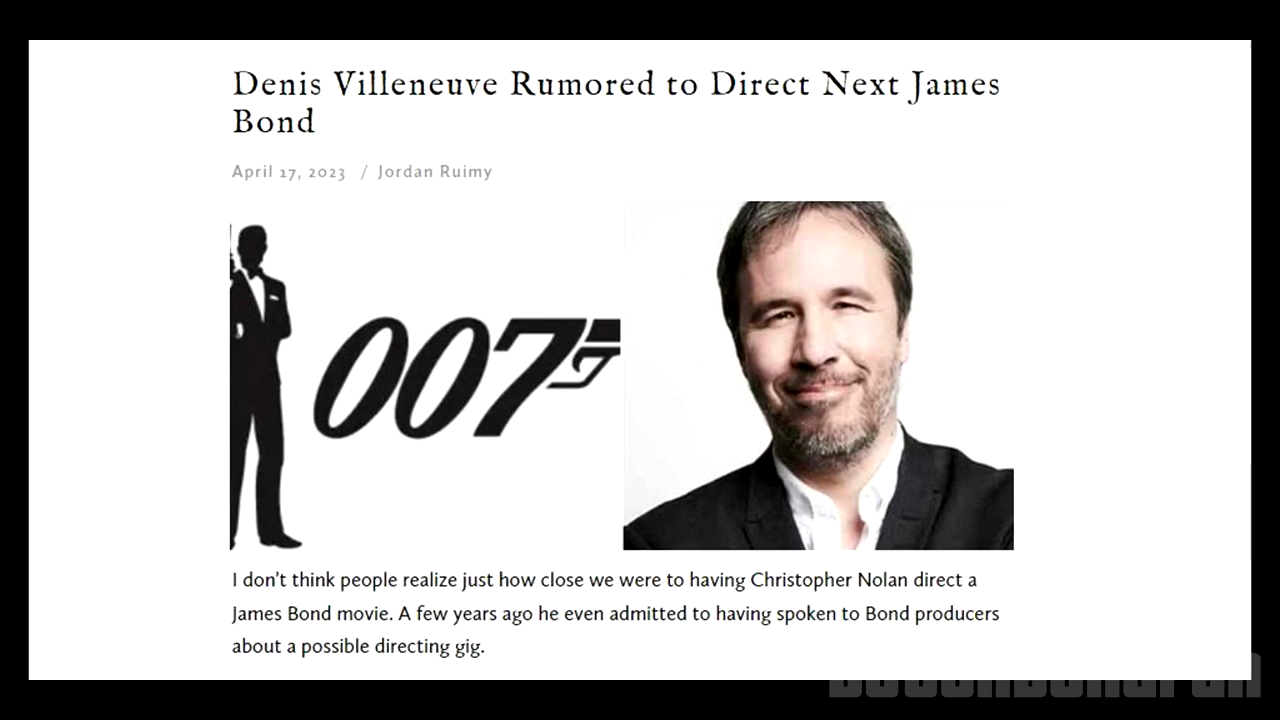 Denis Villeneuve Rumored to Direct Next James
Bond
April 17, 2023 / Jordan Ruimy
007
I don't think people realize just how close we were to having Christopher Nolan direct a
James Bond movie. A few years ago he even admitted to having spoken to Bond producers
about a possible directing gig.